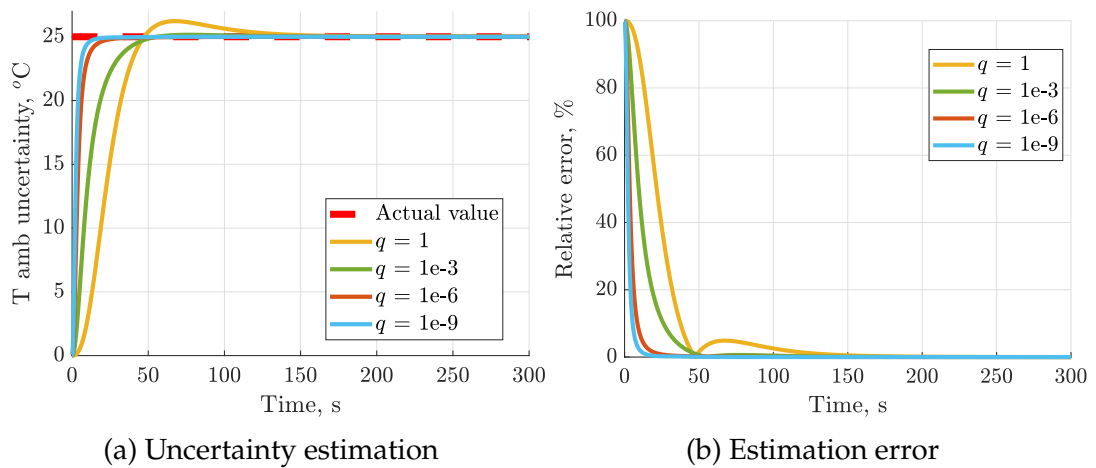 T amb uncertainty, °C
30
25
20
15
10
5
0
Actual value
q = 1
q = 1e-3
q = 1e-6
q = 1e-9
0 50 100 150 200 250 300
Time, s
(a) Uncertainty estimation
Relative error, %
100
80
60
40
20
0
q = 1
q = 1e-3
q = 1e-6
q = 1e-9
0 50 100 150 200 250 300
Time, s
(b) Estimation error